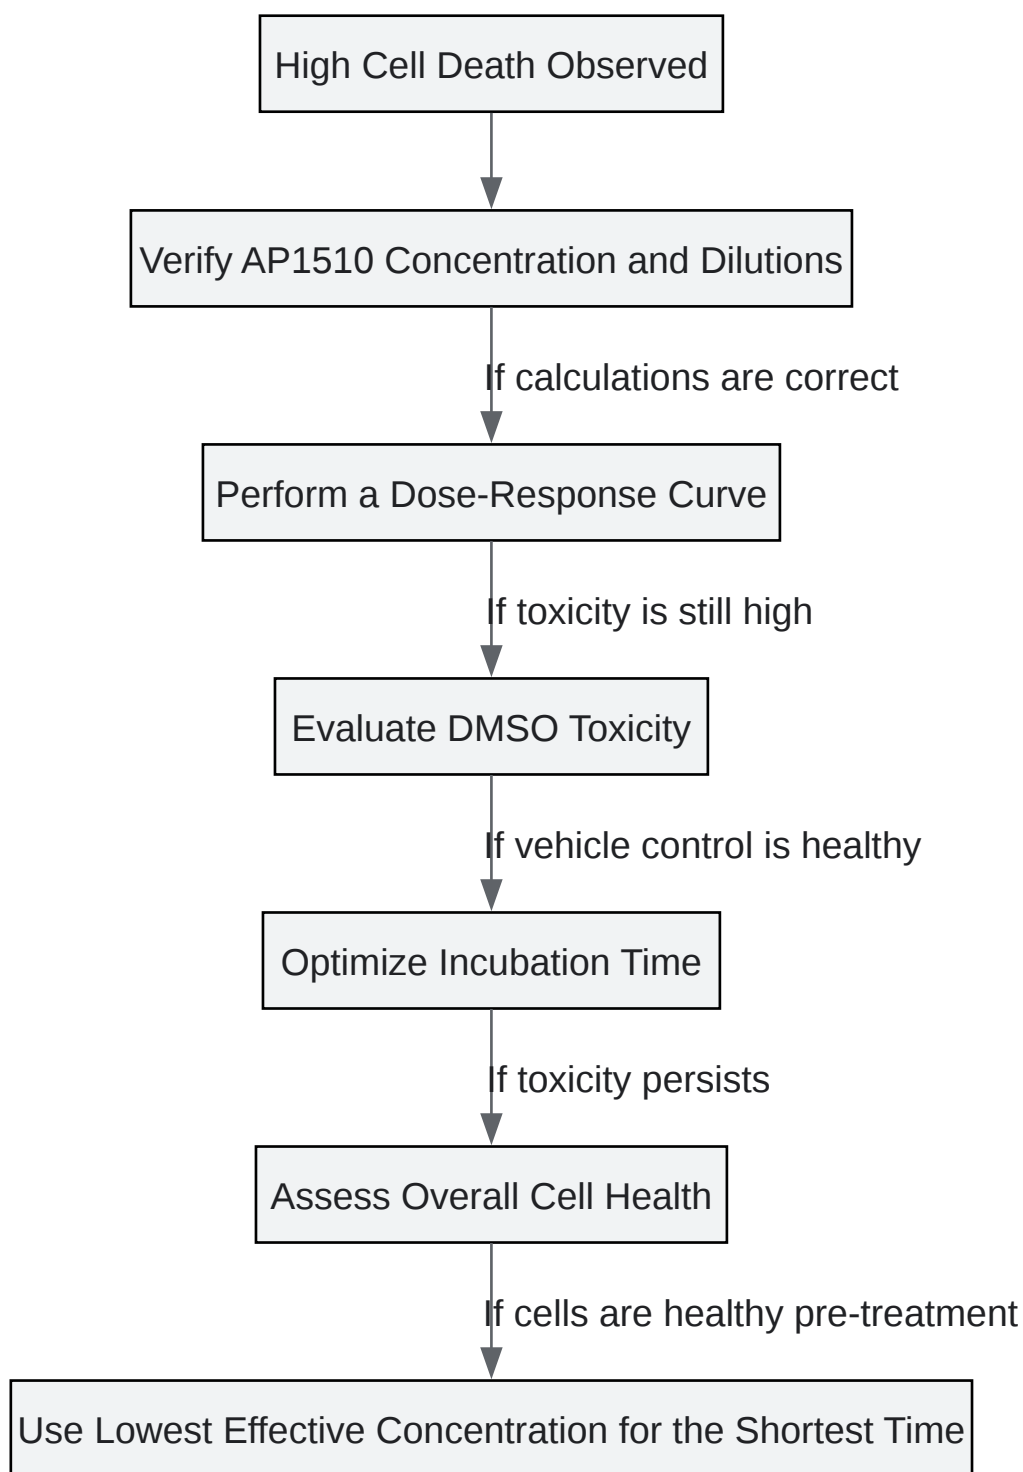 High Cell Death Observed
Verify AP1510 Concentration and Dilutions
If calculations are correct
Perform a Dose-Response Curve
If toxicity is still high
Evaluate DMSO Toxicity
If vehicle control is healthy
Optimize Incubation Time
If toxicity persists
Assess Overall Cell Health
If cells are healthy pre-treatment
Use Lowest Effective Concentration for the Shortest Time